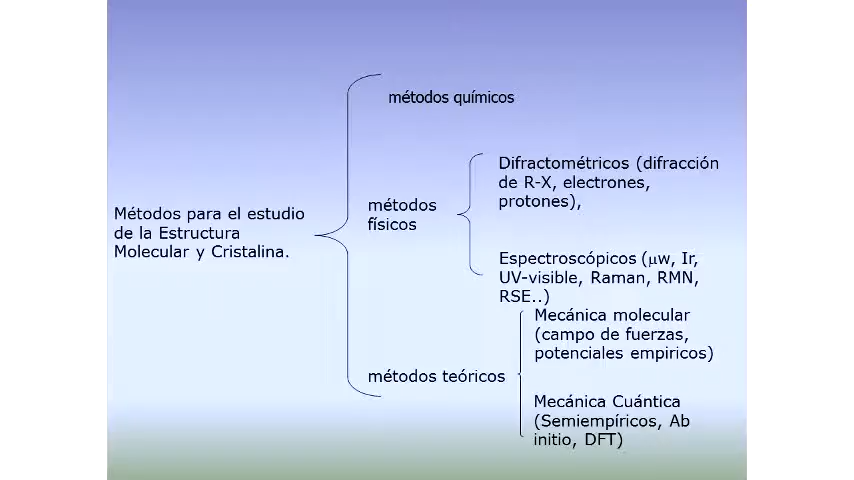 métodos químicos
Difractométricos (difracción
de R-X, electrones,
protones),
métodos
físicos
Métodos para el estudio
de la Estructura
Molecular y Cristalina.
Espectroscópicos (μw, Ir,
UV-visible, Raman, RMN,
RSE..)
Mecánica molecular
(campo de fuerzas,
potenciales empiricos)
métodos teóricos
Mecánica Cuántica
(Semiempíricos, Ab
initio, DFT)